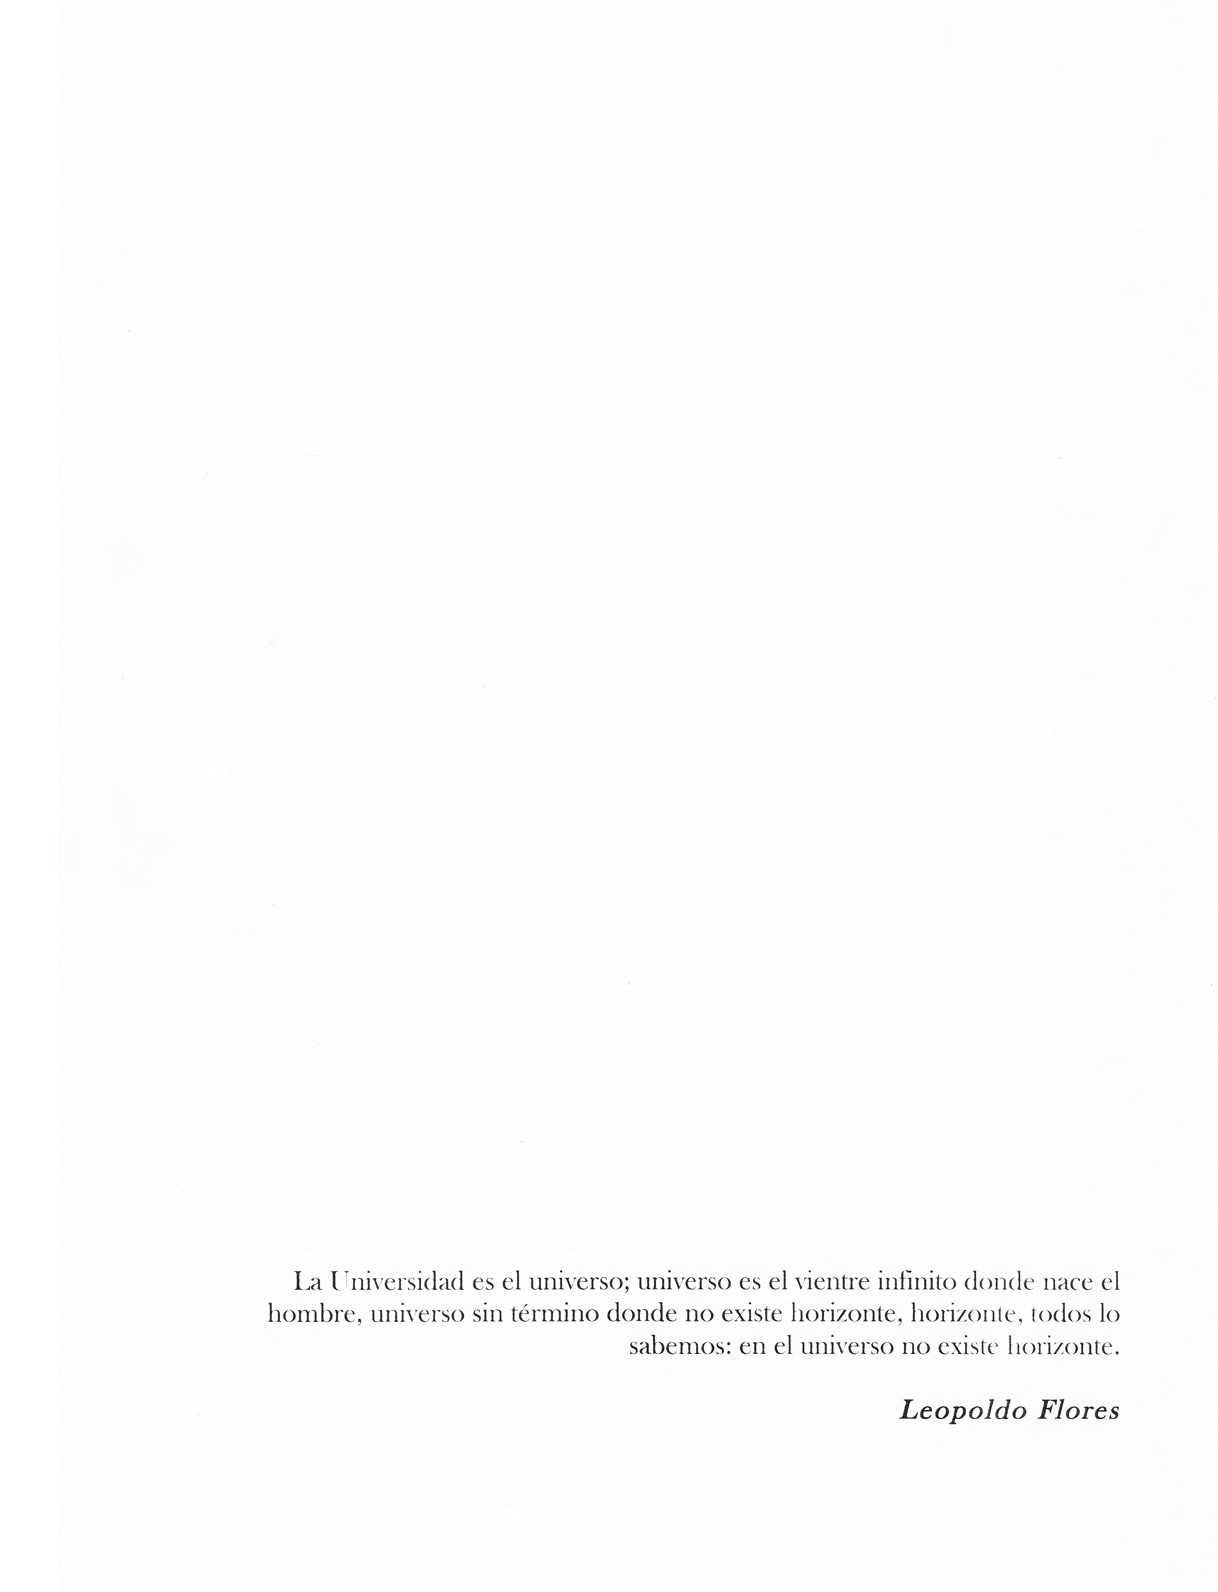 La Universidad es el universo; universo es el vientre infinito donde nace el
hombre, universo sin término donde no existe horizonte, horizonte, todos lo
sabemos: en el universo no existe horizonte.
Leopoldo Flores